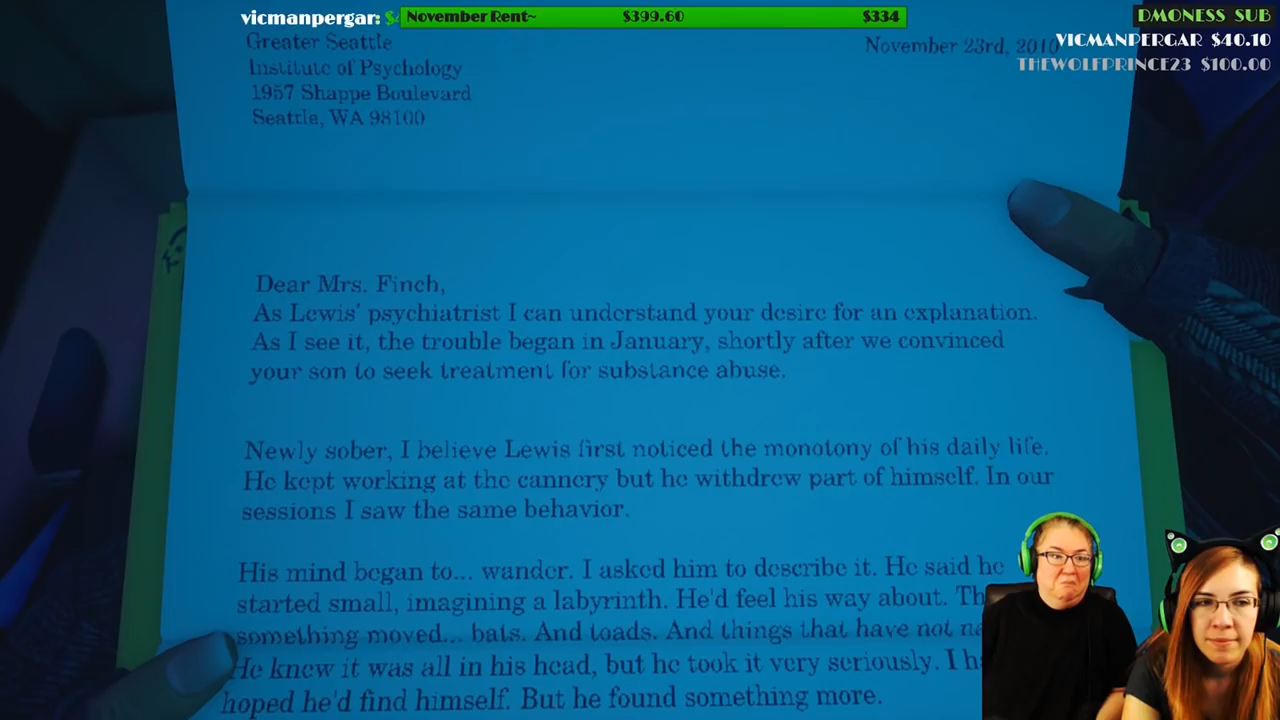 vicmanpergar: $4
November Rent~ $399.60 $334
DMONESS SUB
VICMANPERGAR $40.10
THEWOLFPRINCE23 $100.00
Greater Seattle
Institute of Psychology
1957 Shappe Boulevard
Seattle, WA 98100
November 23rd, 2010
Dear Mrs. Finch,
As Lewis' psychiatrist I can understand your desire for an explanation.
As I see it, the trouble began in January, shortly after we convinced
your son to seek treatment for substance abuse.
Newly sober, I believe Lewis first noticed the monotony of his daily life.
He kept working at the cannery but he withdrew part of himself. In our
sessions I saw the same behavior.
His mind began to... wander. I asked him to describe it. He said he
started small, imagining a labyrinth. He'd feel his way about.
something moved... bats. And toads. And things that have not
He knew it was all in his head, but he took it very seriously. I
hoped he'd find himself. But he found something more.